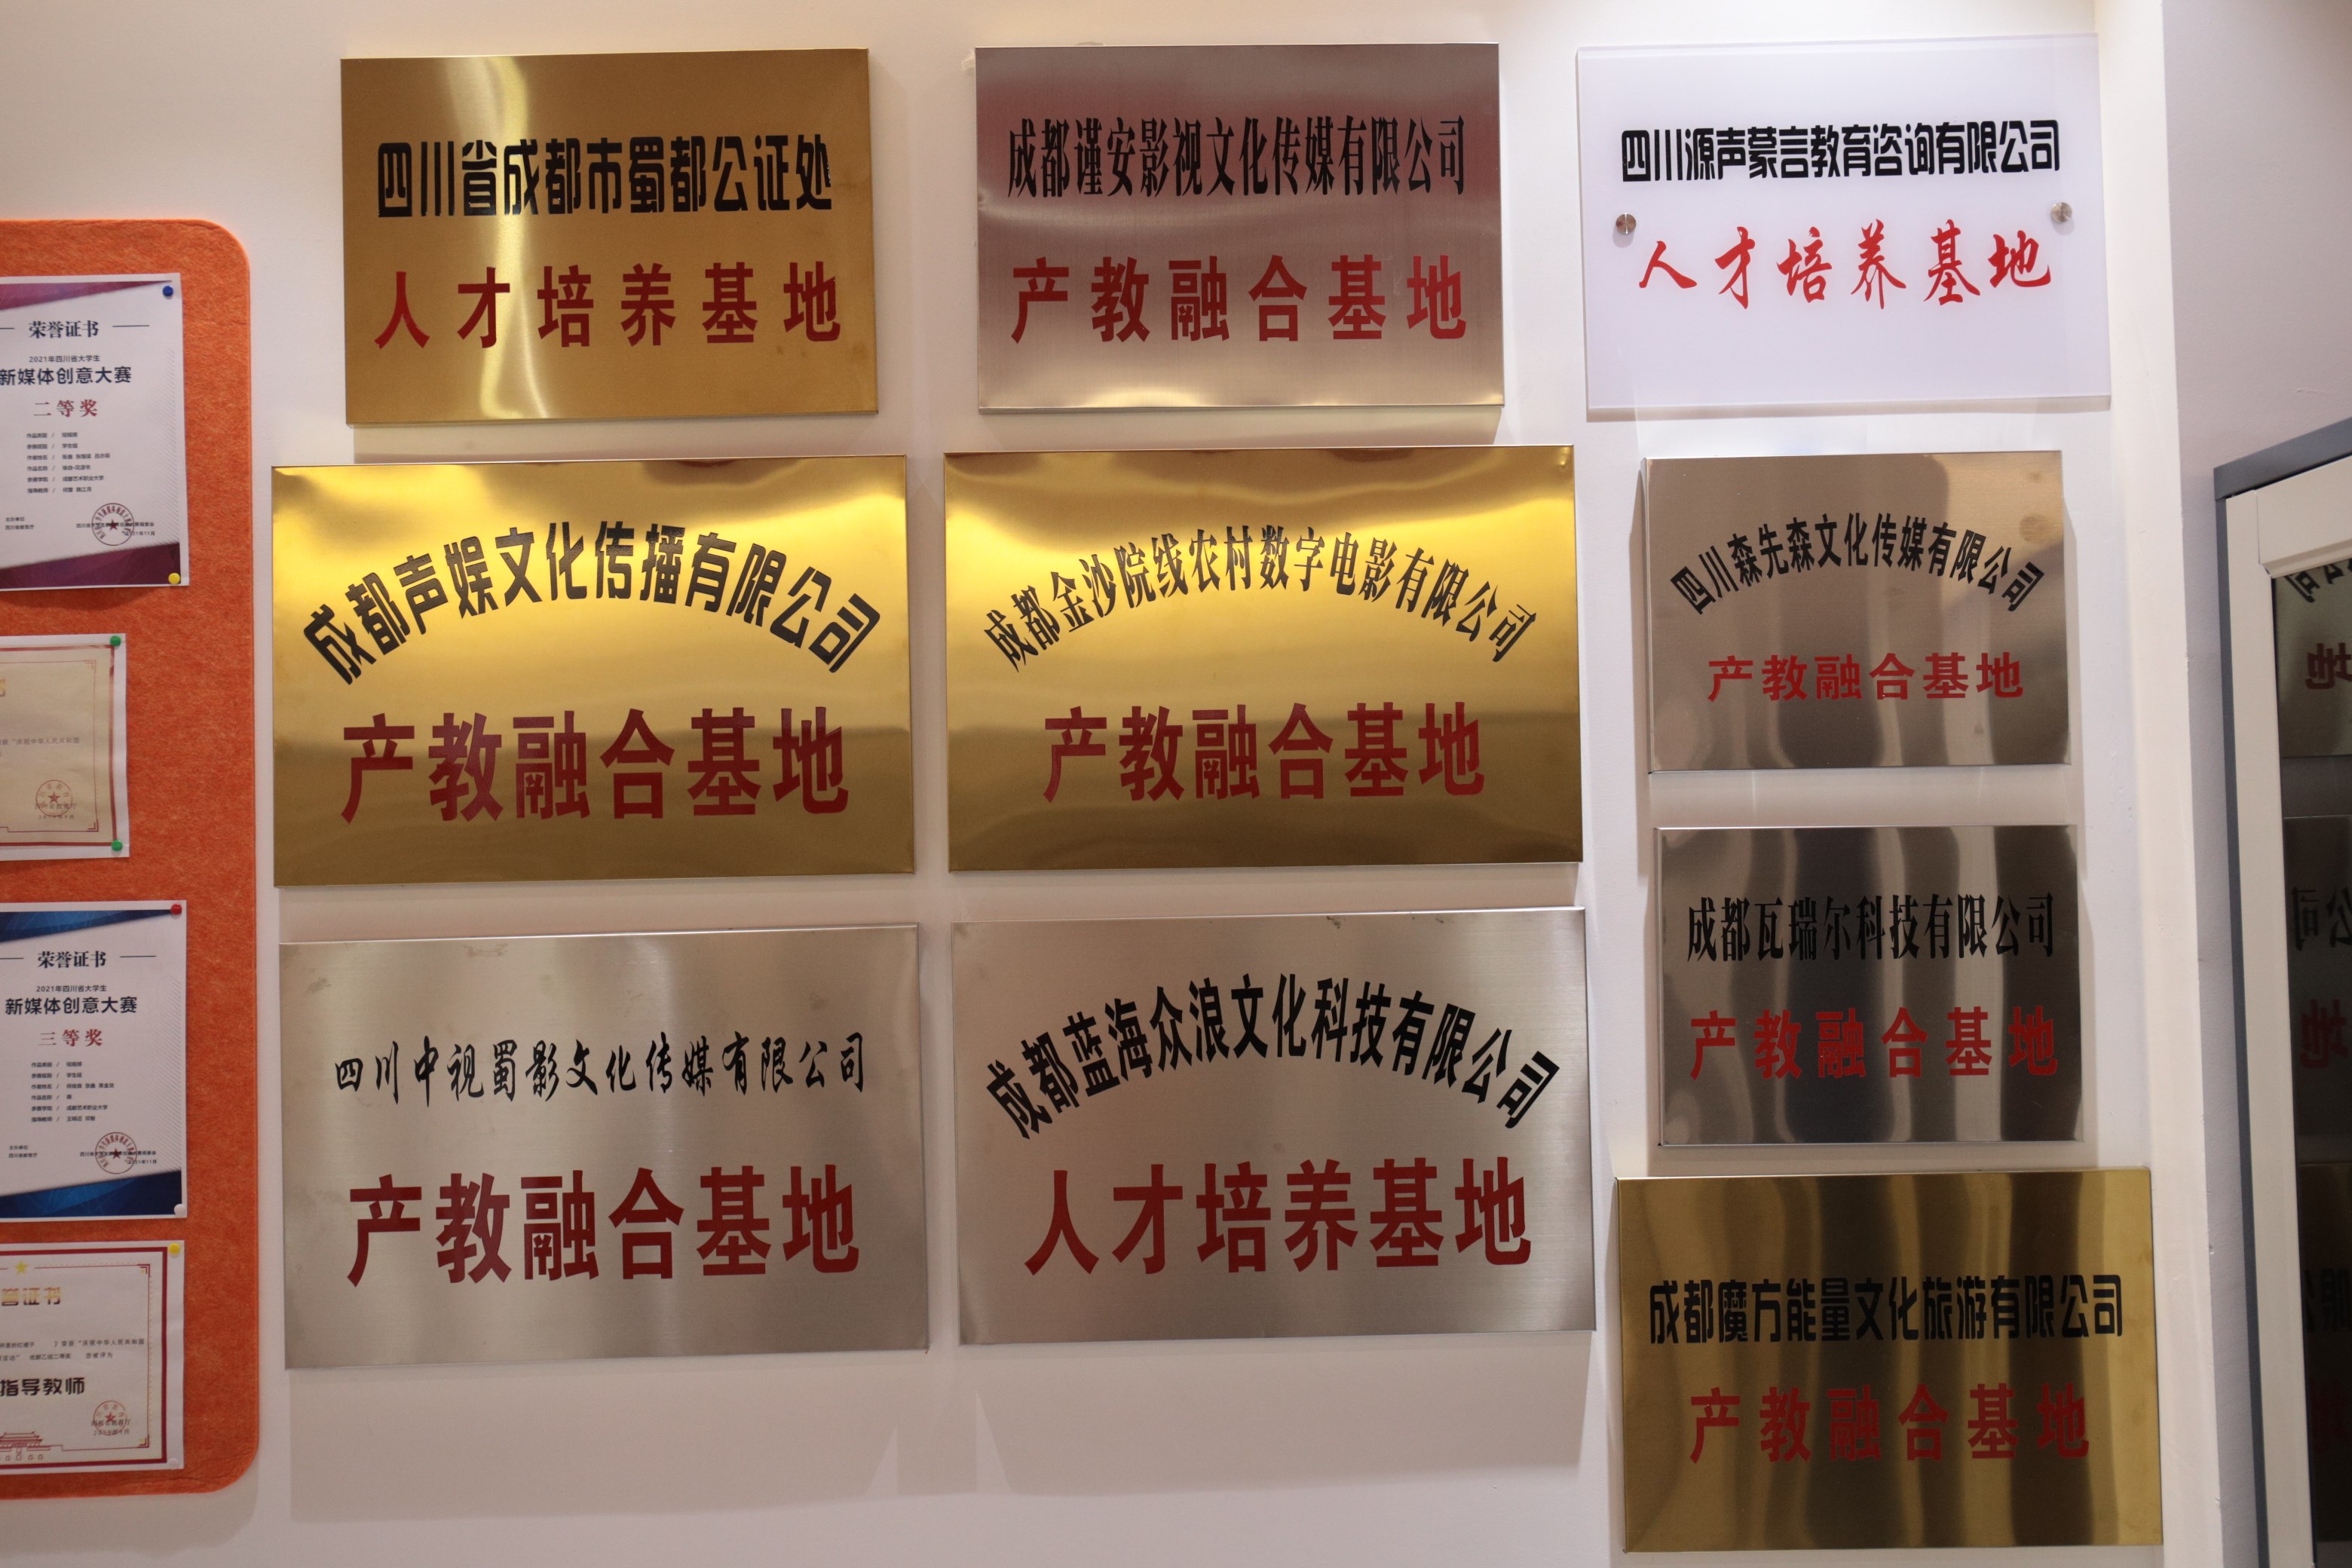 四川省成都市蜀都公证处
人才培养基地
成都谨安影视文化传媒有限公司
产教融合基地
四川源声蒙言教育咨询有限公司
人才培养基地
成都声娱文化传播有限公司
产教融合基地
成都金沙院线农村数字电影有限公司
产教融合基地
四川森先森文化传媒有限公司
产教融合基地
成都瓦瑞尔科技有限公司
产教融合基地
四川中视蜀影文化传媒有限公司
产教融合基地
成都蓝海众浪文化科技有限公司
人才培养基地
成都魔方能量文化旅游有限公司
产教融合基地
荣誉证书
2021年四川省大学生
新媒体创意大赛
二等奖
荣誉证书
2021年四川省大学生
新媒体创意大赛
三等奖
誉证书
指导教师